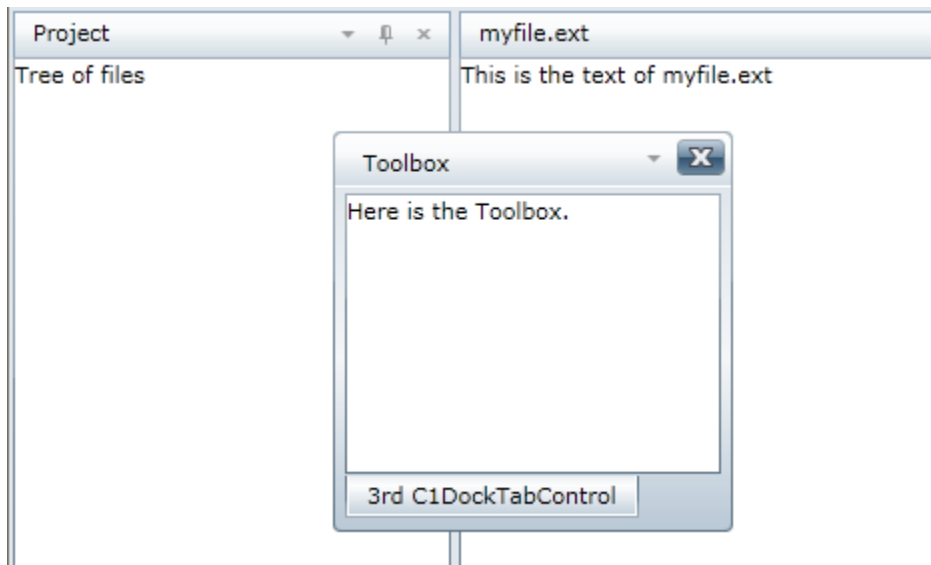 Project
myfile.ext
Tree of files
This is the text of myfile.ext
Toolbox
Here is the Toolbox.
3rd C1DockTabControl